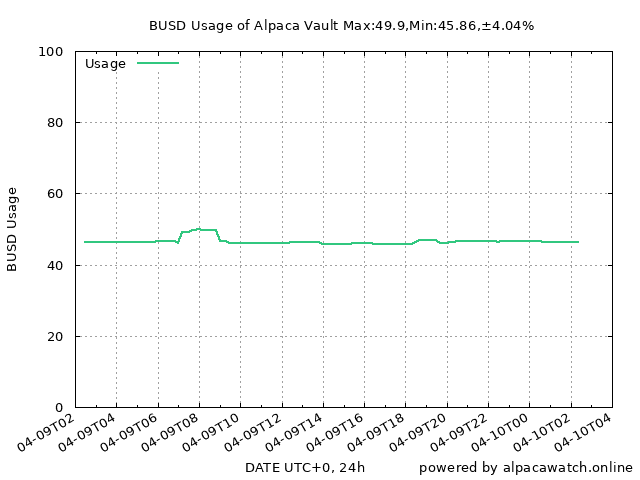 BUSD Usage of Alpaca Vault Max:49.9,Min:45.86,±4.04%
100
Usage
80
60
BUSD Usage
40
20
0
04-09T02 04-09T04 04-09T06 04-09T08 04-09T10 04-09T12 04-09T14 04-09T16 04-09T18 04-09T20 04-09T22 04-10T00 04-10T02 04-10T04
DATE UTC+0, 24h powered by alpacawatch.online